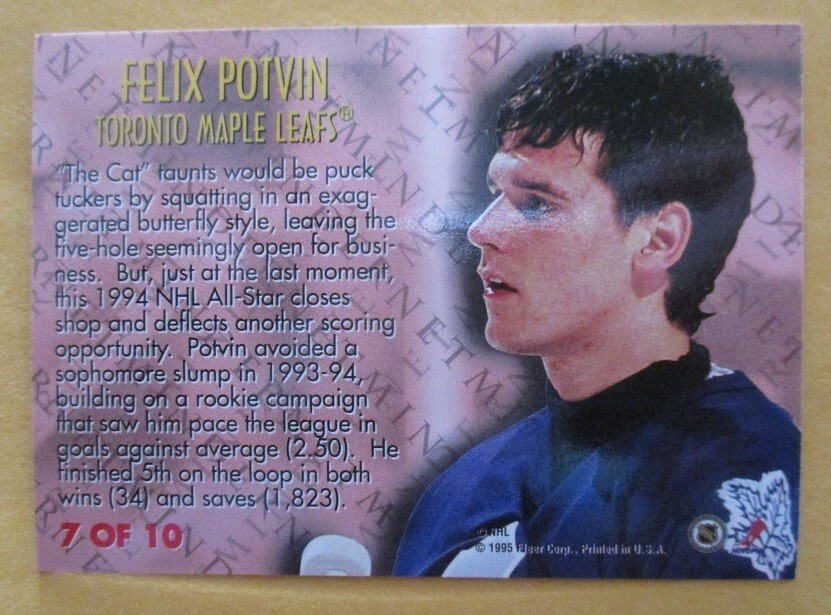 FELIX POTVIN
TORONTO MAPLE LEAFS®
"The Cat" taunts would be puck
tuckers by squatting in an exag-
gerated butterfly style, leaving the
five-hole seemingly open for busi-
ness. But, just at the last moment,
this 1994 NHL All-Star closes
shop and deflects another scoring
opportunity. Potvin avoided a
sophomore slump in 1993-94,
building on a rookie campaign
that saw him pace the league in
goals against average (2.50). He
finished 5th on the loop in both
wins (34) and saves (1,823).
7 OF 10
© NHL
© 1995 Fleer Corp., Printed in U.S.A.